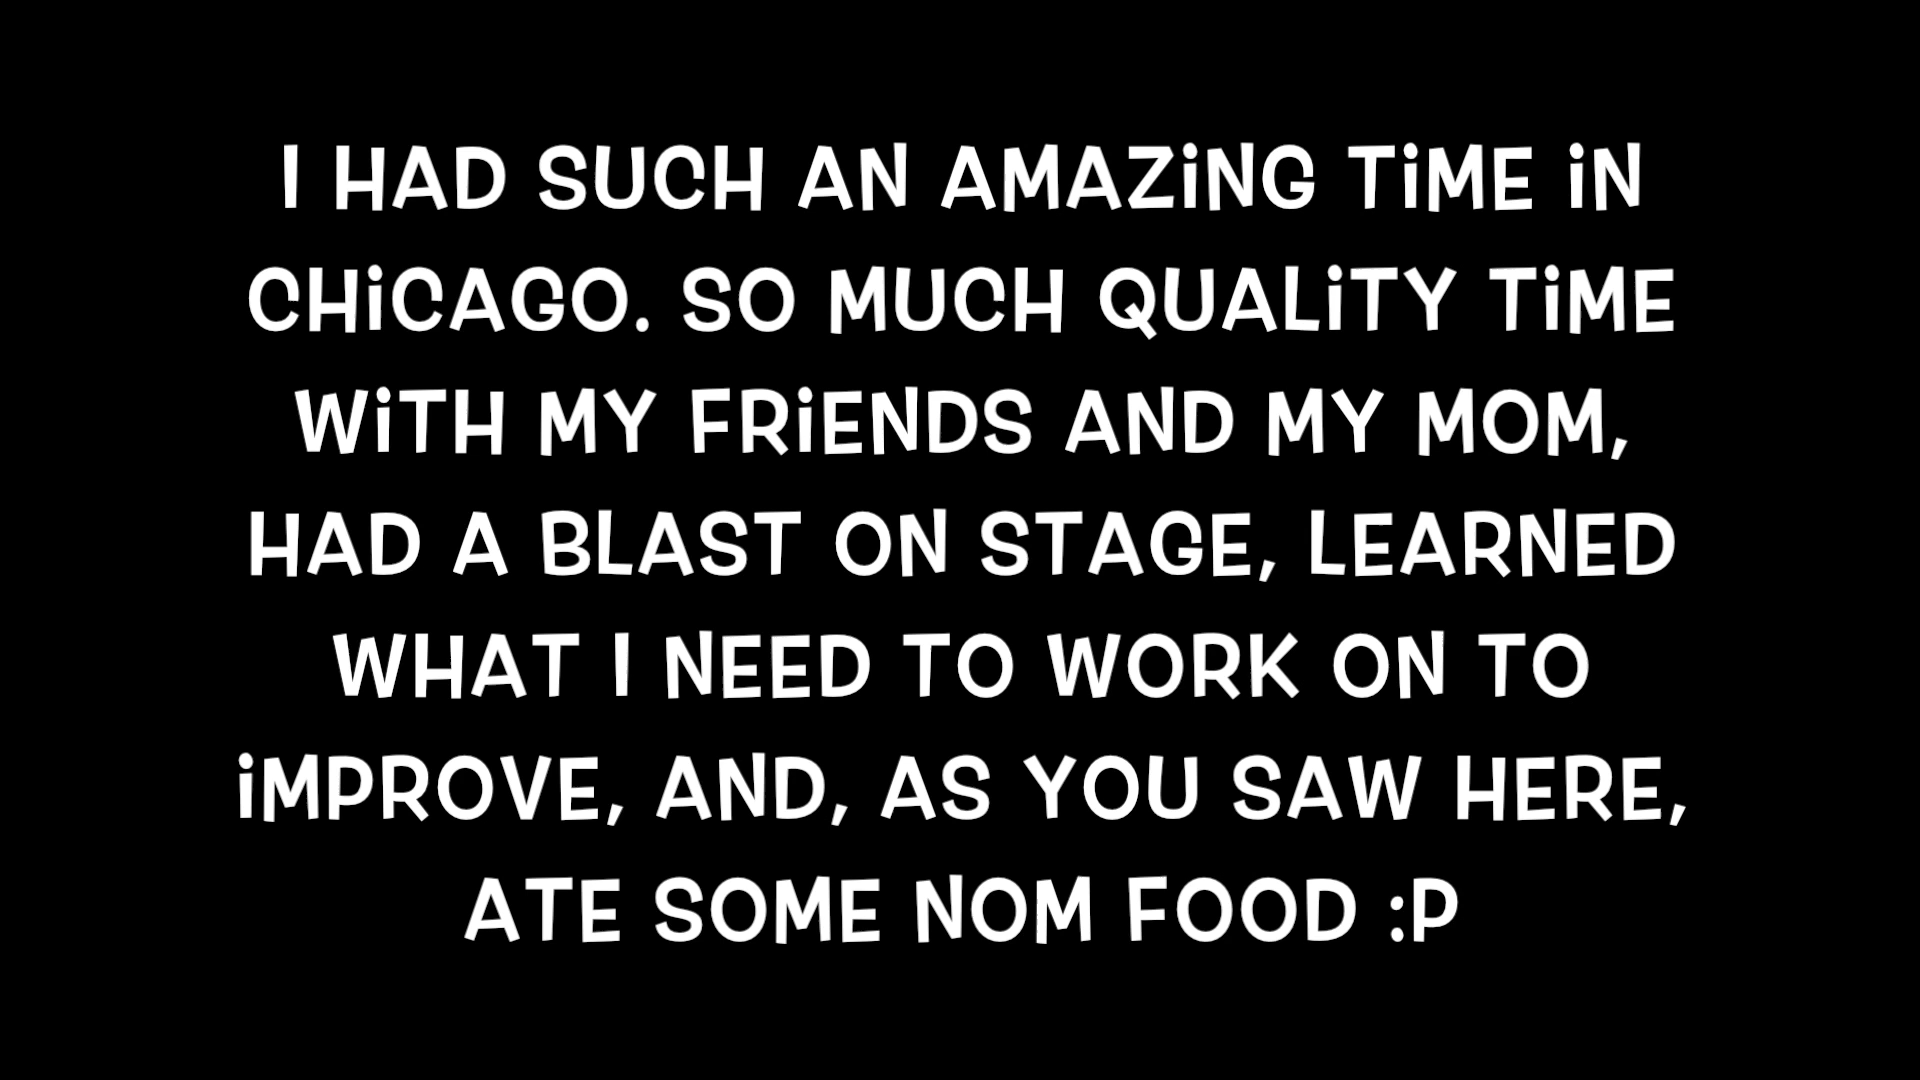 I HAD SUCH AN AMAZiNG TiME iN
CHiCAGO. SO MUCH QUALiTY TiME
WiTH MY FRiENDS AND MY MOM,
HAD A BLAST ON STAGE, LEARNED
WHAT I NEED TO WORK ON TO
iMPROVE, AND, AS YOU SAW HERE,
ATE SOME NOM FOOD :P